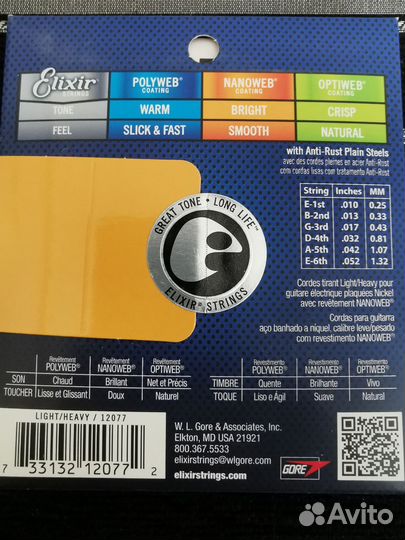 Elixir STRINGS POLYWEB® COATING NANOWEB® COATING OPTIWEB® COATING
TONE WARM BRIGHT CRISP
FEEL SLICK & FAST SMOOTH NATURAL
with Anti-Rust Plain Steels
avec des cordes pleines en acier Anti-Rust
com cordas lisas com tratamento Anti-Rust
String Inches MM
E-1st .010 0.25
B-2nd .013 0.33
G-3rd .017 0.43
D-4th .032 0.81
A-5th .042 1.07
E-6th .052 1.32
GREAT TONE • LONG LIFE™
ELIXIR® STRINGS
Cordes tirant Light/Heavy pour
guitare électrique plaquées Nickel
avec revêtement NANOWEB®
Cordas para guitarra
aço banhado a níquel, calibre leve/pesado
com revestimento NANOWEB®
Revêtement POLYWEB® Revêtement NANOWEB® Revêtement OPTIWEB®
SON Chaud Brillant Net et Précis
TOUCHER Lisse et Glissant Doux Naturel
Revestimento POLYWEB® Revestimento NANOWEB® Revestimento OPTIWEB®
TIMBRE Quente Brilhante Vivo
TOQUE Liso e Ágil Suave Natural
LIGHT/HEAVY / 12077
7 33132 12077 2
W. L. Gore & Associates, Inc.
Elkton, MD USA 21921
800.367.5533
elixirstrings@wlgore.com
elixirstrings.com
GORE
Avito